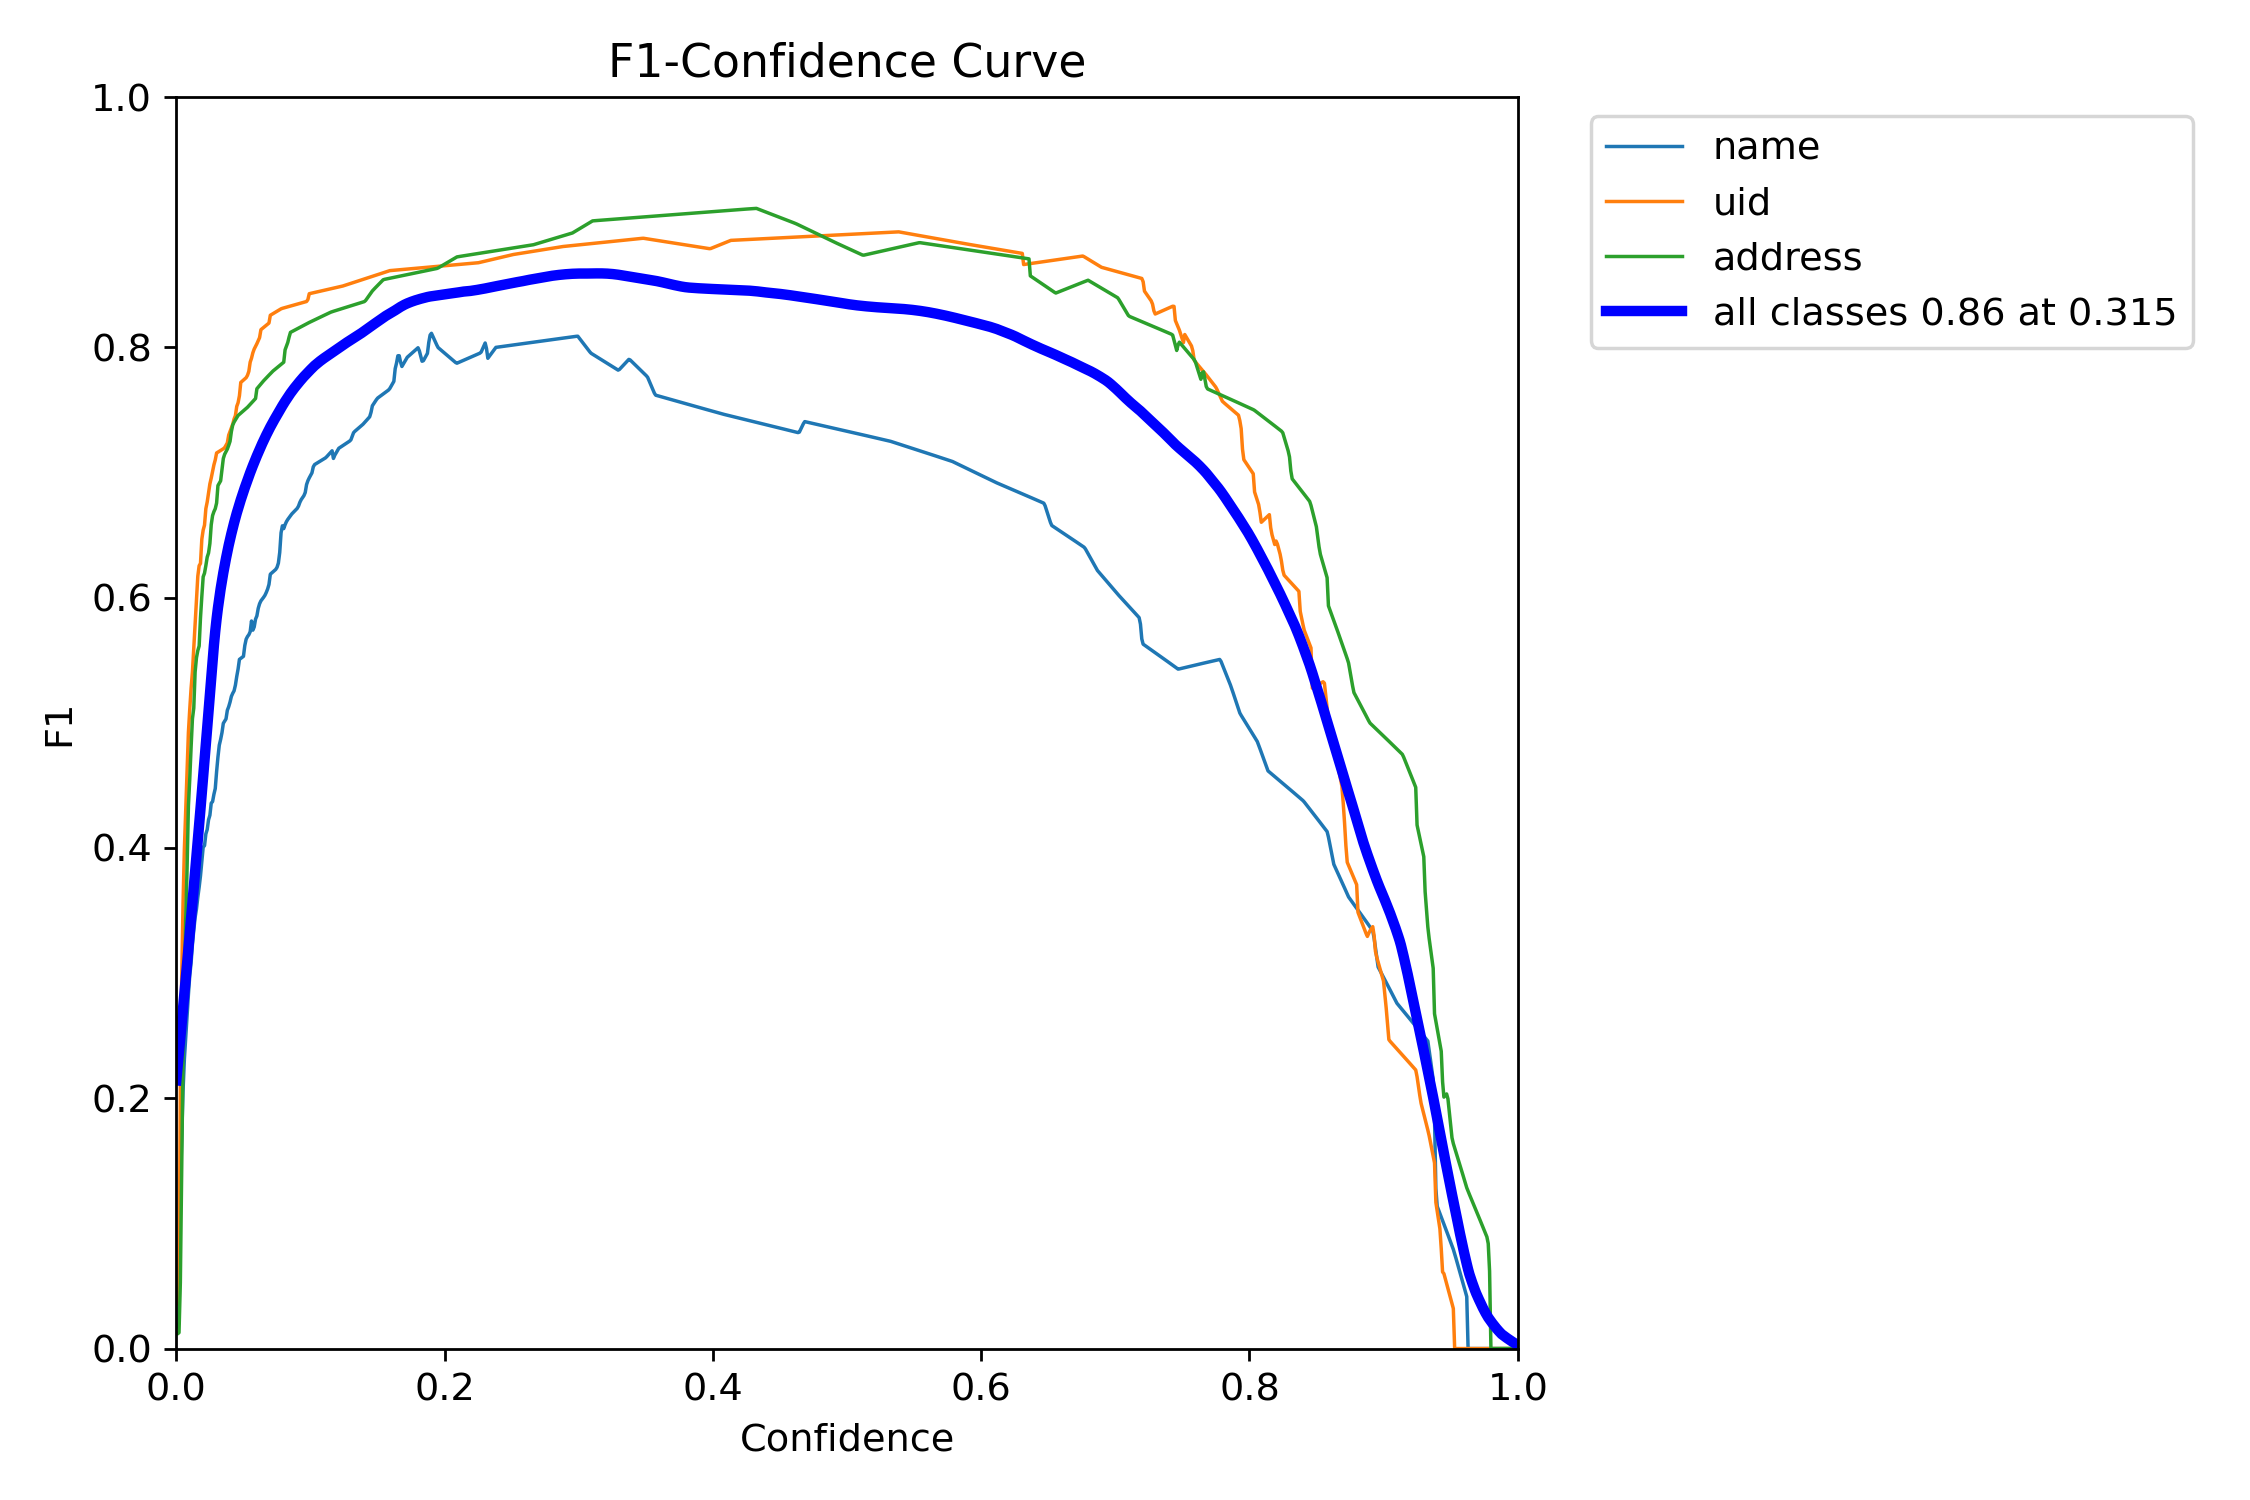 F1-Confidence Curve
1.0
0.8
0.6
0.4
0.2
0.0
F1
0.0 0.2 0.4 0.6 0.8 1.0
Confidence
name
uid
address
all classes 0.86 at 0.315